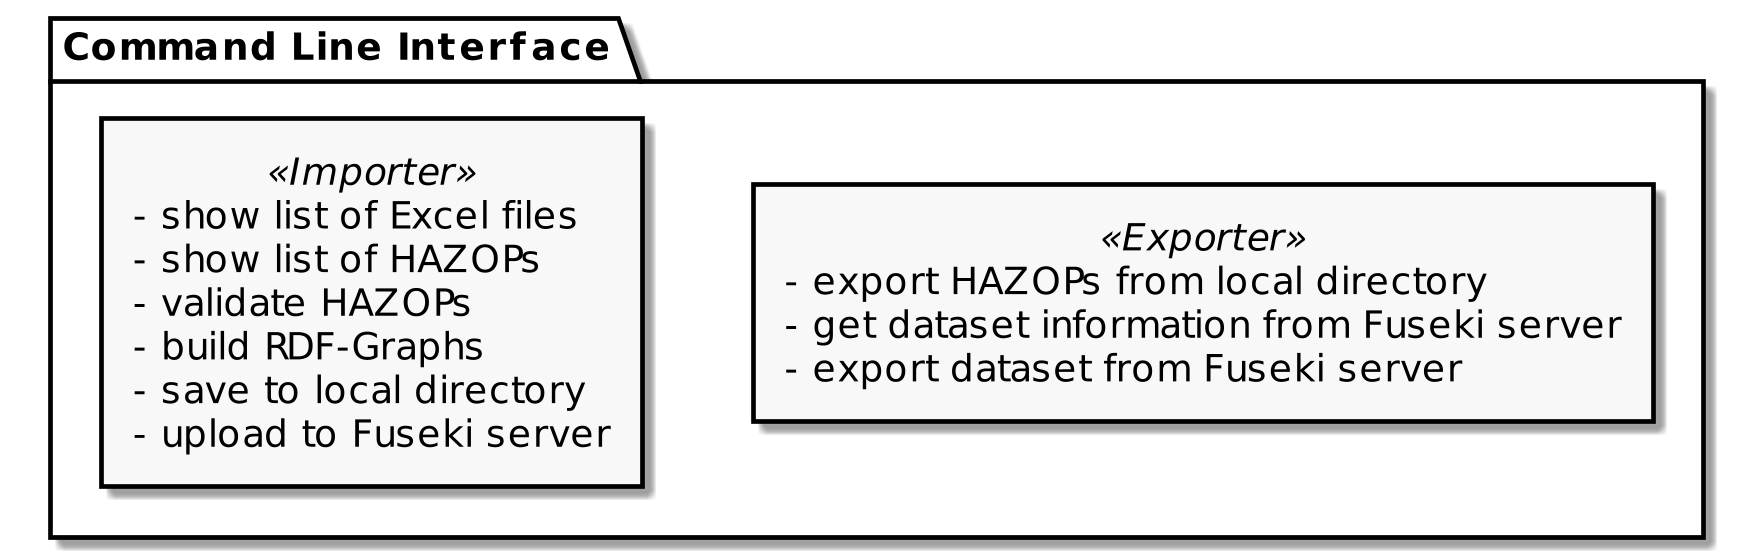 Command Line Interface
«Importer»
- show list of Excel files
- show list of HAZOPs
- validate HAZOPs
- build RDF-Graphs
- save to local directory
- upload to Fuseki server
«Exporter»
- export HAZOPs from local directory
- get dataset information from Fuseki server
- export dataset from Fuseki server